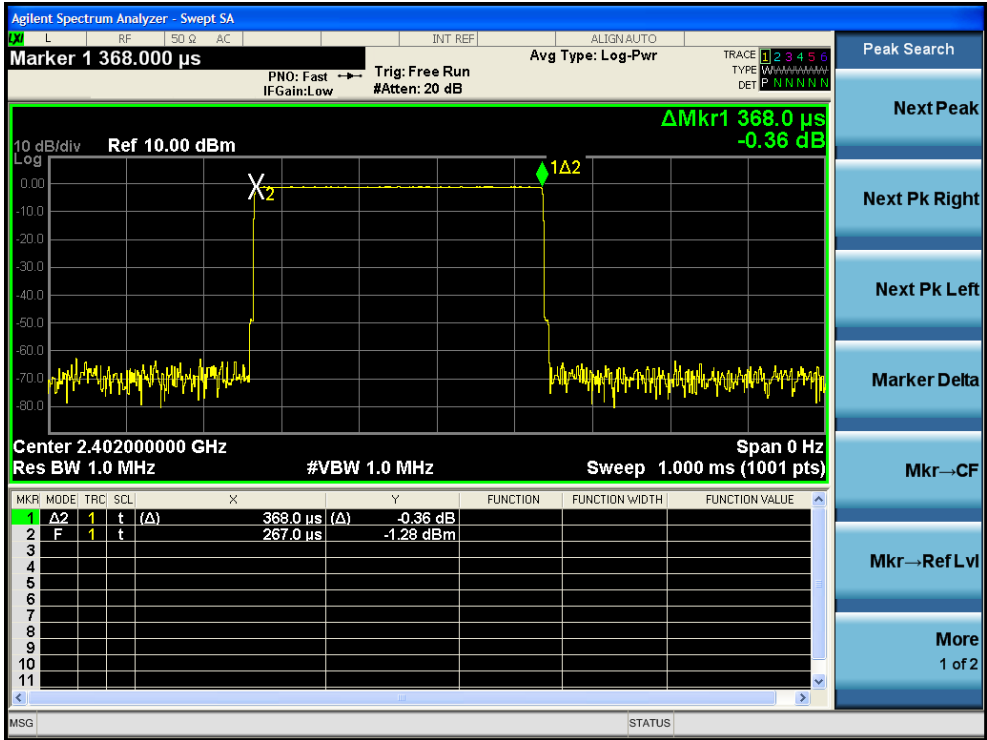 Agilent Spectrum Analyzer - Swept SA
LXI L RF 50 Ω AC INT REF ALIGN AUTO
Marker 1 368.000 µs
PNO: Fast
IFGain:Low
Trig: Free Run
#Atten: 20 dB
Avg Type: Log-Pwr
TRACE 1 2 3 4 5 6
TYPE WWWWWW
DET P N N N N N
ΔMkr1 368.0 µs
-0.36 dB
10 dB/div Ref 10.00 dBm
Log
0.00
-10.0
-20.0
-30.0
-40.0
-50.0
-60.0
-70.0
-80.0
X2
1Δ2
Center 2.402000000 GHz Span 0 Hz
Res BW 1.0 MHz #VBW 1.0 MHz Sweep 1.000 ms (1001 pts)
MKR MODE TRC SCL X Y FUNCTION FUNCTION WIDTH FUNCTION VALUE
1 Δ2 1 t (Δ) 368.0 µs (Δ) -0.36 dB
2 F 1 t 267.0 µs -1.28 dBm
3
4
5
6
7
8
9
10
11
MSG STATUS
Peak Search
Next Peak
Next Pk Right
Next Pk Left
Marker Delta
Mkr→CF
Mkr→Ref Lvl
More
1 of 2